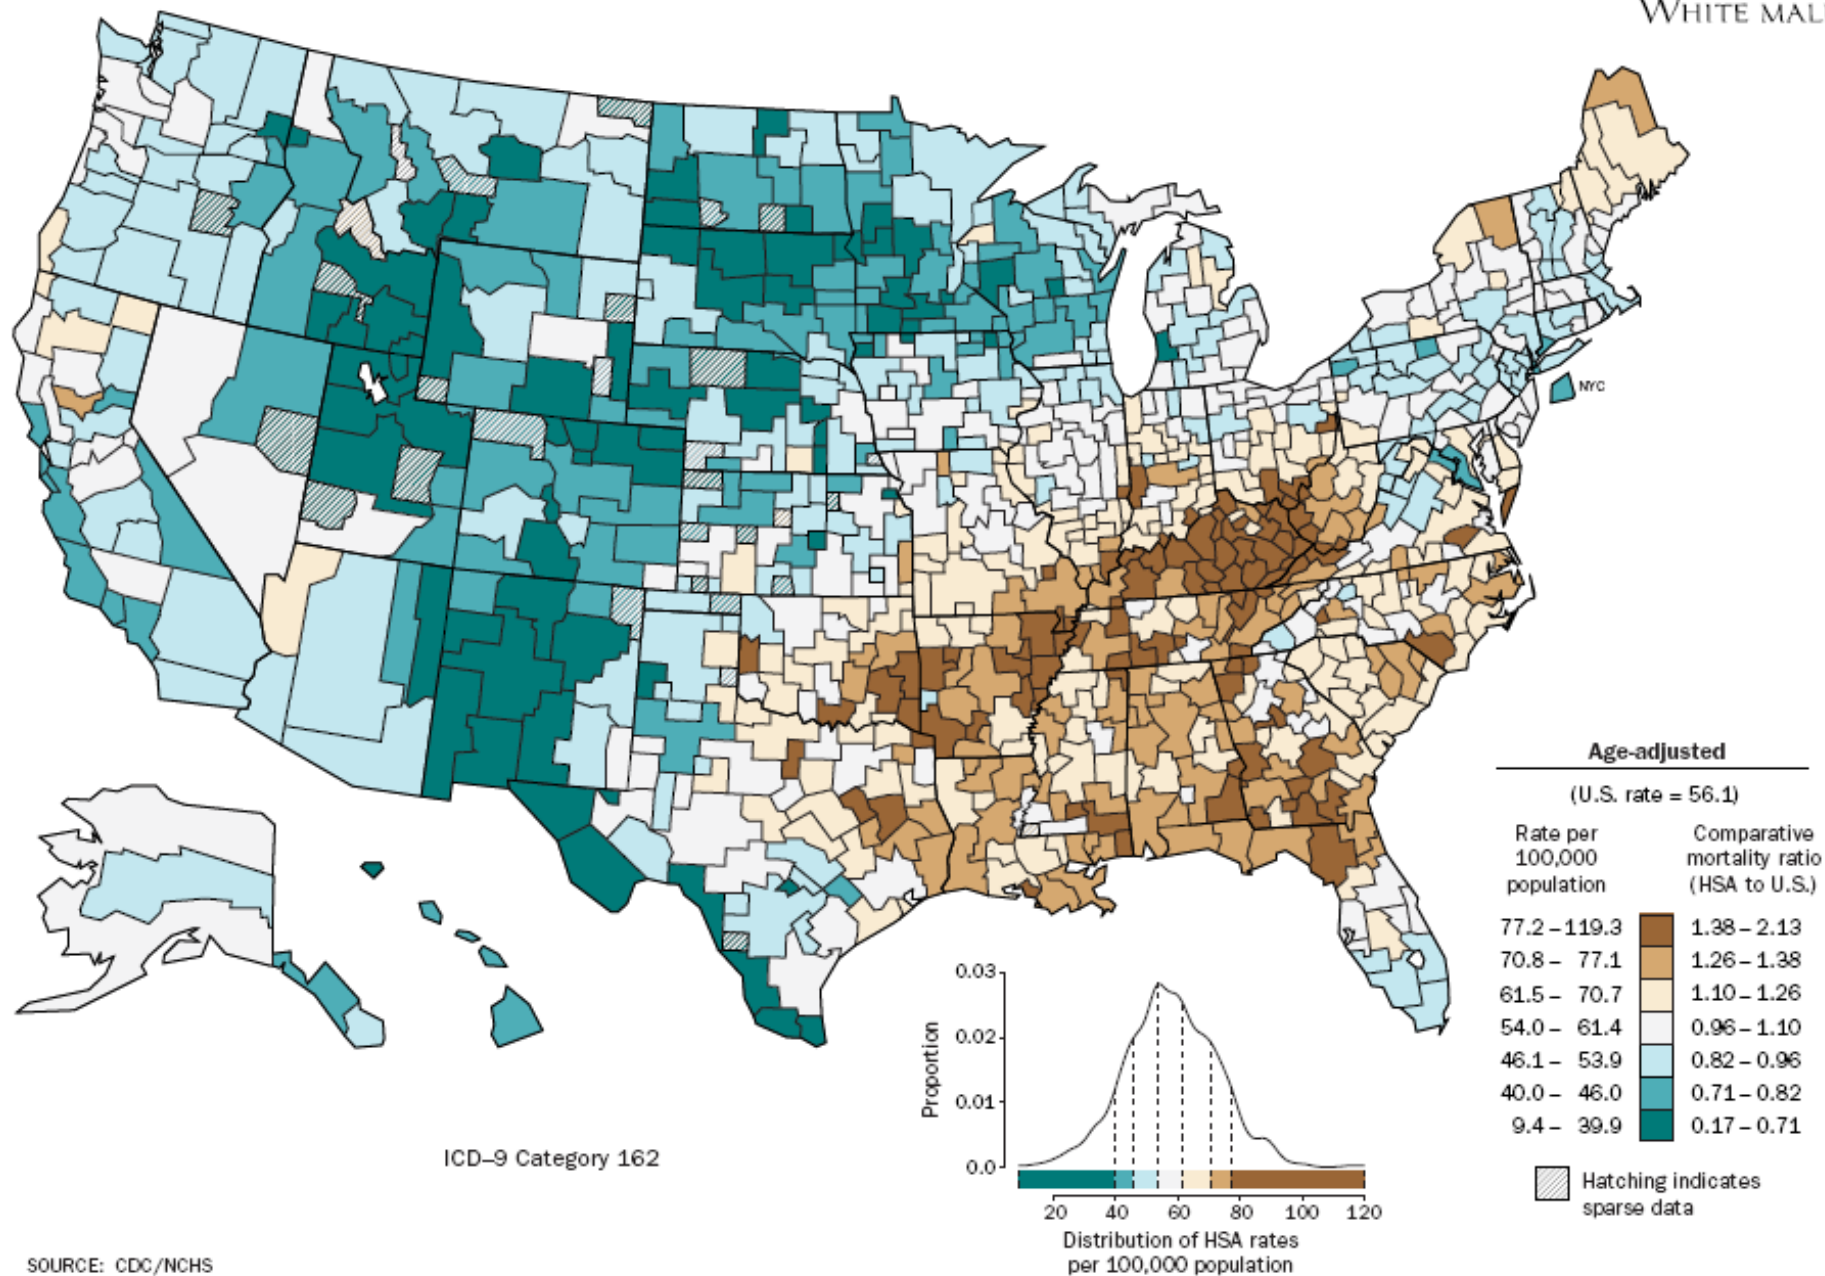 WHITE MAL
NYC
Age-adjusted
(U.S. rate = 56.1)
Rate per
100,000
population
Comparative
mortality ratio
(HSA to U.S.)
77.2 – 119.3 1.38 – 2.13
70.8 – 77.1 1.26 – 1.38
61.5 – 70.7 1.10 – 1.26
54.0 – 61.4 0.96 – 1.10
46.1 – 53.9 0.82 – 0.96
40.0 – 46.0 0.71 – 0.82
9.4 – 39.9 0.17 – 0.71
Hatching indicates
sparse data
0.03
0.02
0.01
0.0
Proportion
20 40 60 80 100 120
Distribution of HSA rates
per 100,000 population
ICD–9 Category 162
SOURCE: CDC/NCHS